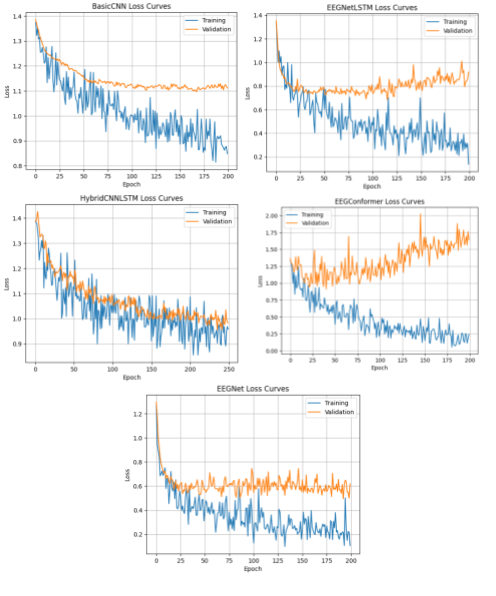 BasicCNN Loss Curves
Training
Validation
1.4
1.3
1.2
1.1
1.0
0.9
0.8
Loss
0 25 50 75 100 125 150 175 200
Epoch
EEGNetLSTM Loss Curves
Training
Validation
1.4
1.2
1.0
0.8
0.6
0.4
0.2
Loss
0 25 50 75 100 125 150 175 200
Epoch
HybridCNNLSTM Loss Curves
Training
Validation
1.4
1.3
1.2
1.1
1.0
0.9
Loss
0 50 100 150 200 250
Epoch
EEGConformer Loss Curves
Training
Validation
2.00
1.75
1.50
1.25
1.00
0.75
0.50
0.25
0.00
Loss
0 25 50 75 100 125 150 175 200
Epoch
EEGNet Loss Curves
Training
Validation
1.2
1.0
0.8
0.6
0.4
0.2
Loss
0 25 50 75 100 125 150 175 200
Epoch